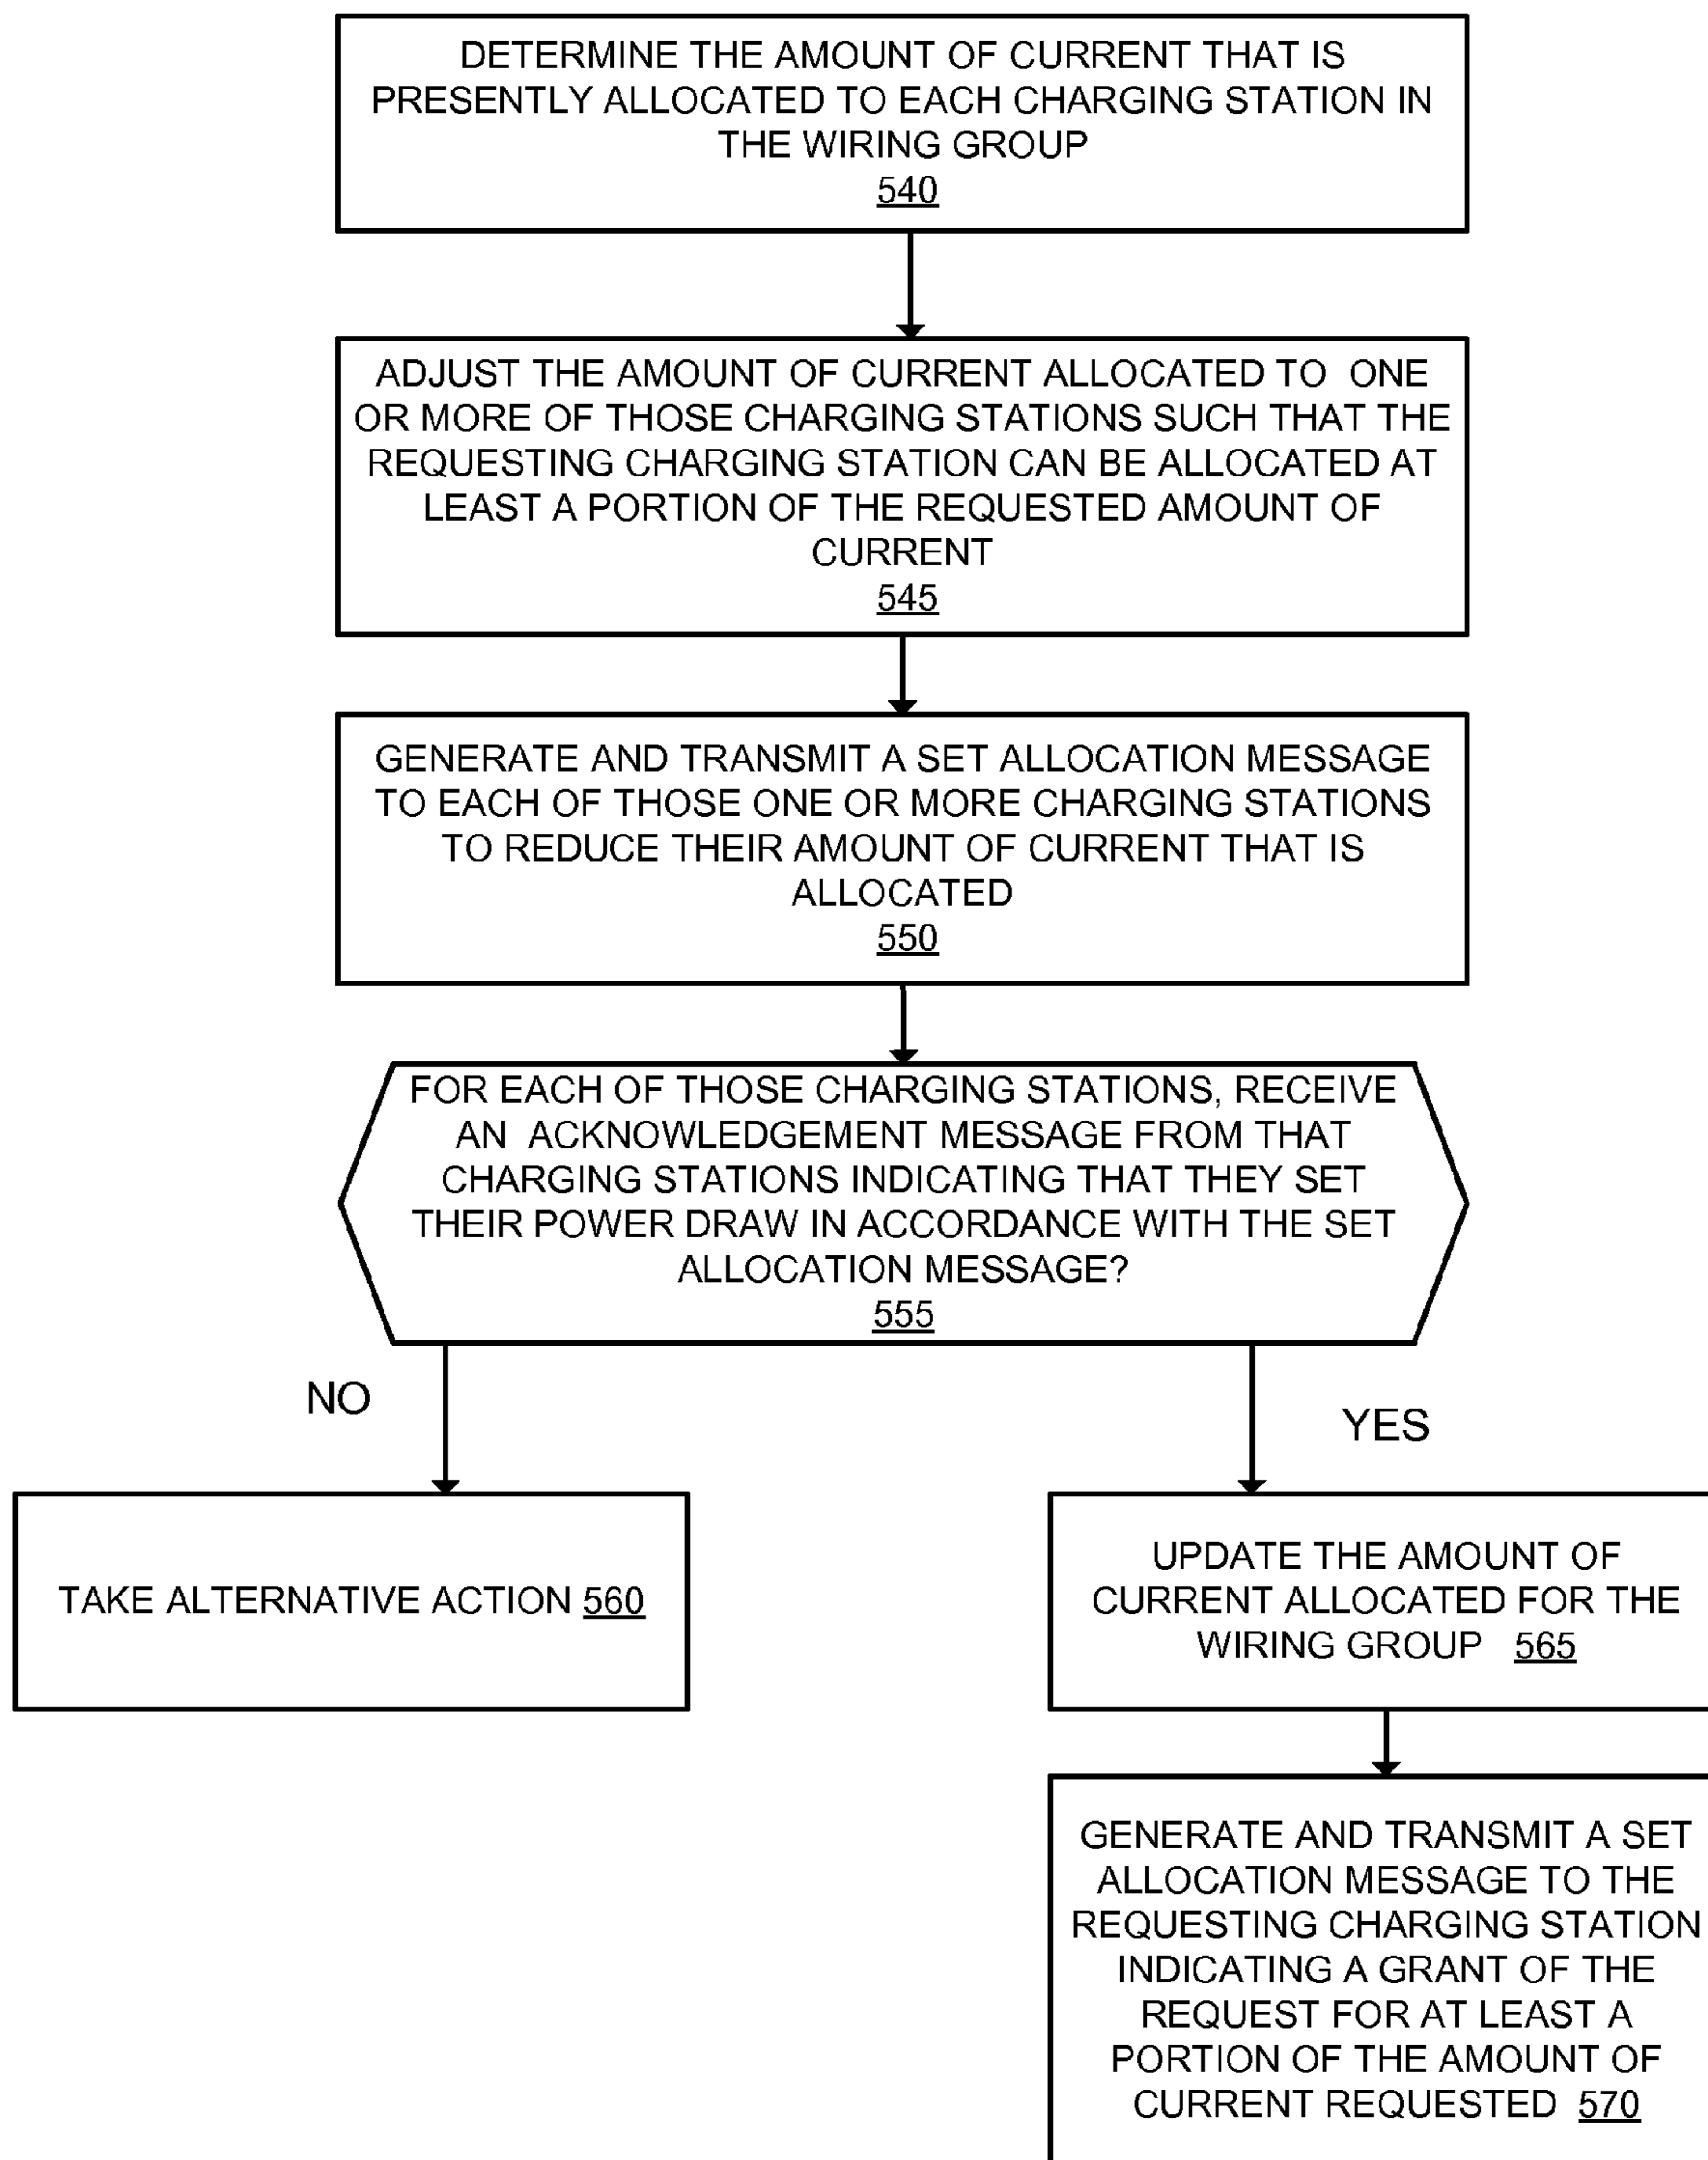 DETERMINE THE AMOUNT OF CURRENT THAT IS
PRESENTLY ALLOCATED TO EACH CHARGING STATION IN
THE WIRING GROUP
540
ADJUST THE AMOUNT OF CURRENT ALLOCATED TO ONE
OR MORE OF THOSE CHARGING STATIONS SUCH THAT THE
REQUESTING CHARGING STATION CAN BE ALLOCATED AT
LEAST A PORTION OF THE REQUESTED AMOUNT OF
CURRENT
545
GENERATE AND TRANSMIT A SET ALLOCATION MESSAGE
TO EACH OF THOSE ONE OR MORE CHARGING STATIONS
TO REDUCE THEIR AMOUNT OF CURRENT THAT IS
ALLOCATED
550
FOR EACH OF THOSE CHARGING STATIONS, RECEIVE
AN ACKNOWLEDGEMENT MESSAGE FROM THAT
CHARGING STATIONS INDICATING THAT THEY SET
THEIR POWER DRAW IN ACCORDANCE WITH THE SET
ALLOCATION MESSAGE?
555
NO
YES
TAKE ALTERNATIVE ACTION 560
UPDATE THE AMOUNT OF
CURRENT ALLOCATED FOR THE
WIRING GROUP 565
GENERATE AND TRANSMIT A SET
ALLOCATION MESSAGE TO THE
REQUESTING CHARGING STATION
INDICATING A GRANT OF THE
REQUEST FOR AT LEAST A
PORTION OF THE AMOUNT OF
CURRENT REQUESTED 570